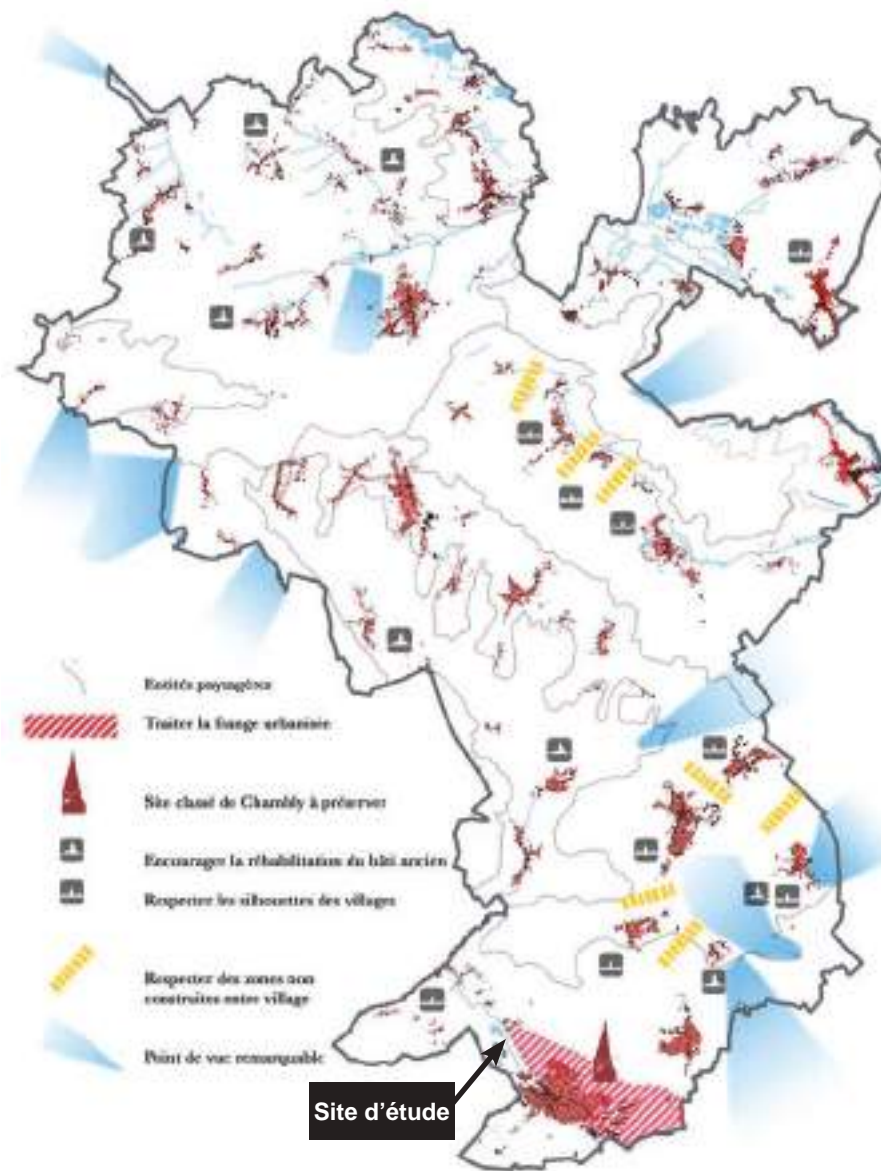 Entités paysagères
Traiter la frange urbanisée
Site classé de Chambly à préserver
Encourager la réhabilitation du bâti ancien
Respecter les silhouettes des villages
Respecter des zones non
construites entre village
Point de vue remarquable
Site d'étude